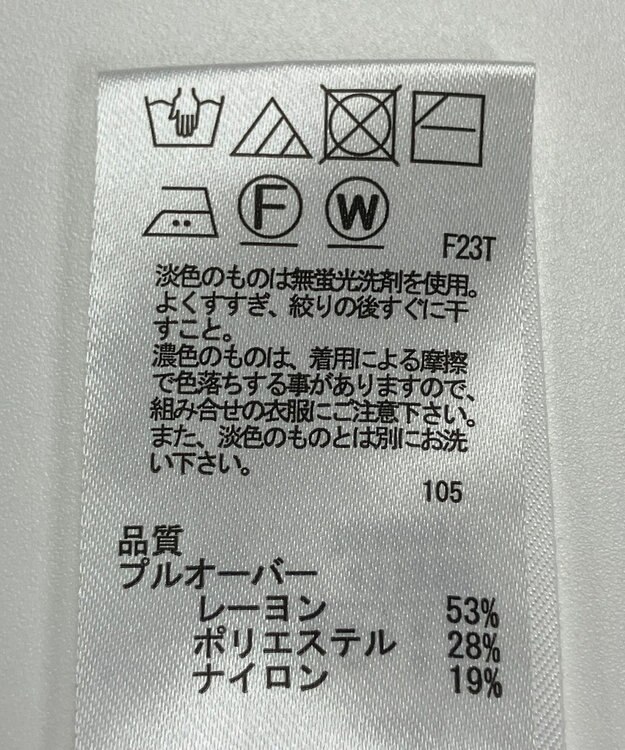 F W
F23T
淡色のものは無蛍光洗剤を使用。
よくすすぎ、絞りの後すぐに干
すこと。
濃色のものは、着用による摩擦
で色落ちする事がありますので、
組み合せの衣服にご注意下さい。
また、淡色のものとは別にお洗
い下さい。
105
品質
プルオーバー
レーヨン 53%
ポリエステル 28%
ナイロン 19%